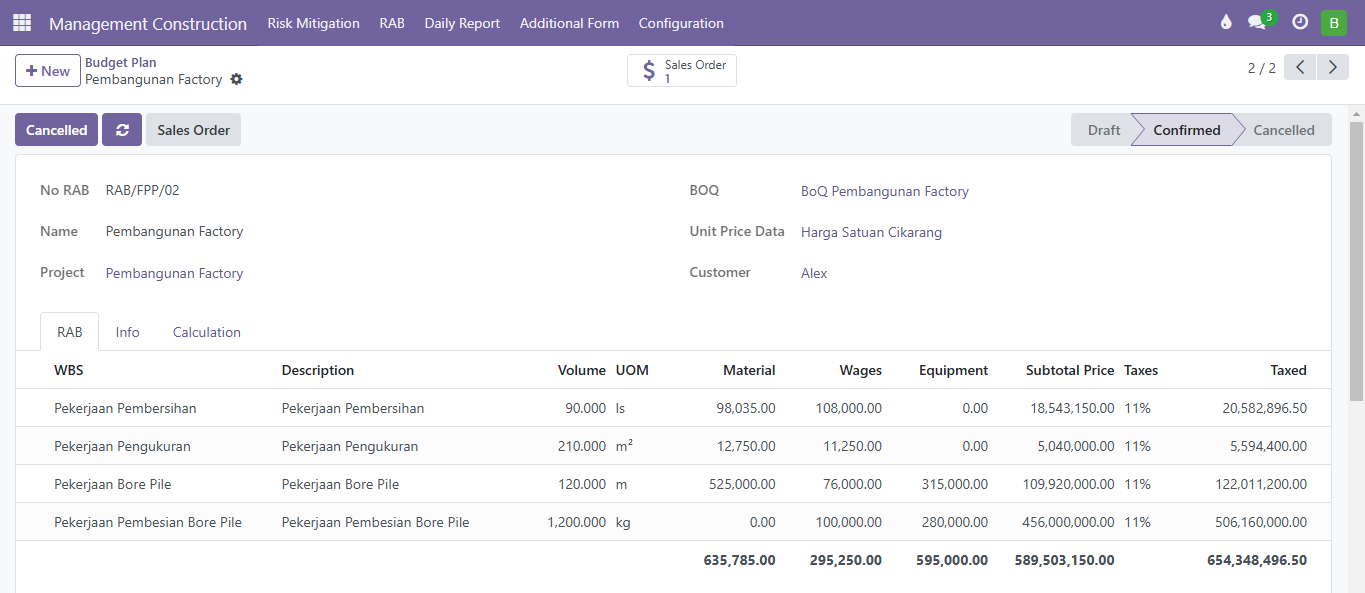 Management Construction Risk Mitigation RAB Daily Report Additional Form Configuration 3 B
New Budget Plan
Pembangunan Factory
Sales Order
1
2 / 2
Cancelled Sales Order Draft Confirmed Cancelled
No RAB RAB/FPP/02 BOQ BoQ Pembangunan Factory
Name Pembangunan Factory Unit Price Data Harga Satuan Cikarang
Project Pembangunan Factory Customer Alex
RAB Info Calculation
WBS Description Volume UOM Material Wages Equipment Subtotal Price Taxes Taxed
Pekerjaan Pembersihan Pekerjaan Pembersihan 90.000 ls 98,035.00 108,000.00 0.00 18,543,150.00 11% 20,582,896.50
Pekerjaan Pengukuran Pekerjaan Pengukuran 210.000 m² 12,750.00 11,250.00 0.00 5,040,000.00 11% 5,594,400.00
Pekerjaan Bore Pile Pekerjaan Bore Pile 120.000 m 525,000.00 76,000.00 315,000.00 109,920,000.00 11% 122,011,200.00
Pekerjaan Pembesian Bore Pile Pekerjaan Pembesian Bore Pile 1,200.000 kg 0.00 100,000.00 280,000.00 456,000,000.00 11% 506,160,000.00
635,785.00 295,250.00 595,000.00 589,503,150.00 654,348,496.50